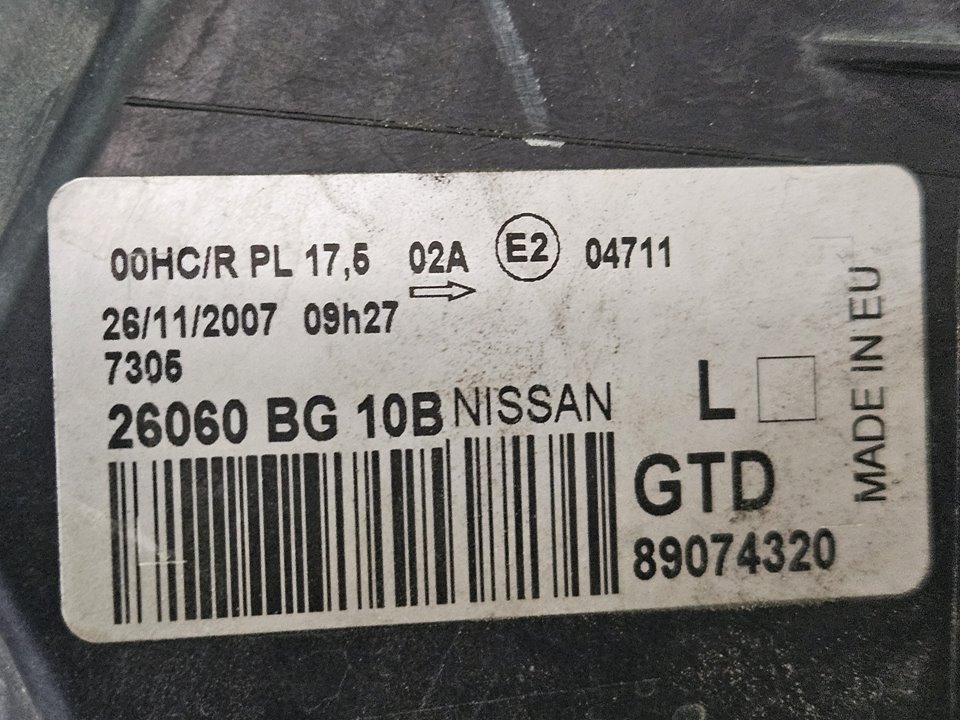 00HC/R PL 17,5 02A E2 04711
26/11/2007 09h27
7305
26060 BG 10B NISSAN
L
GTD
89074320
MADE IN EU